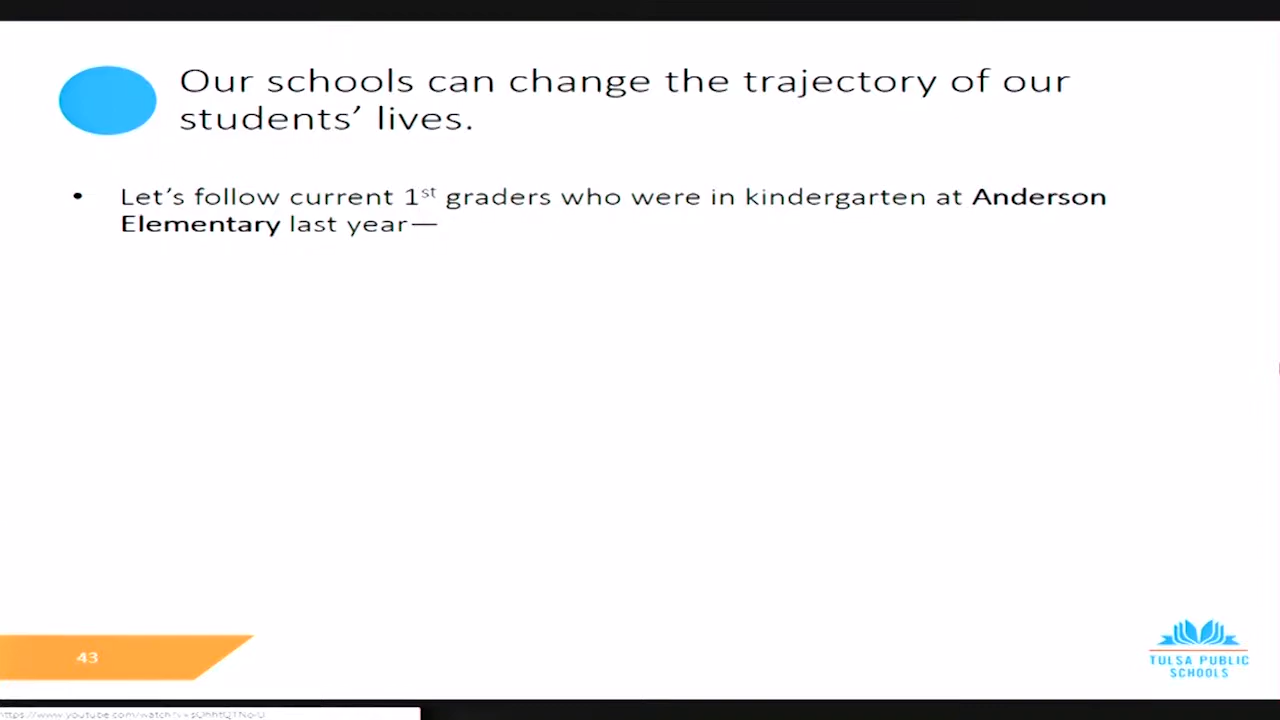 Our schools can change the trajectory of our
students’ lives.
• Let’s follow current 1st graders who were in kindergarten at Anderson
Elementary last year—
43
TULSA PUBLIC
SCHOOLS